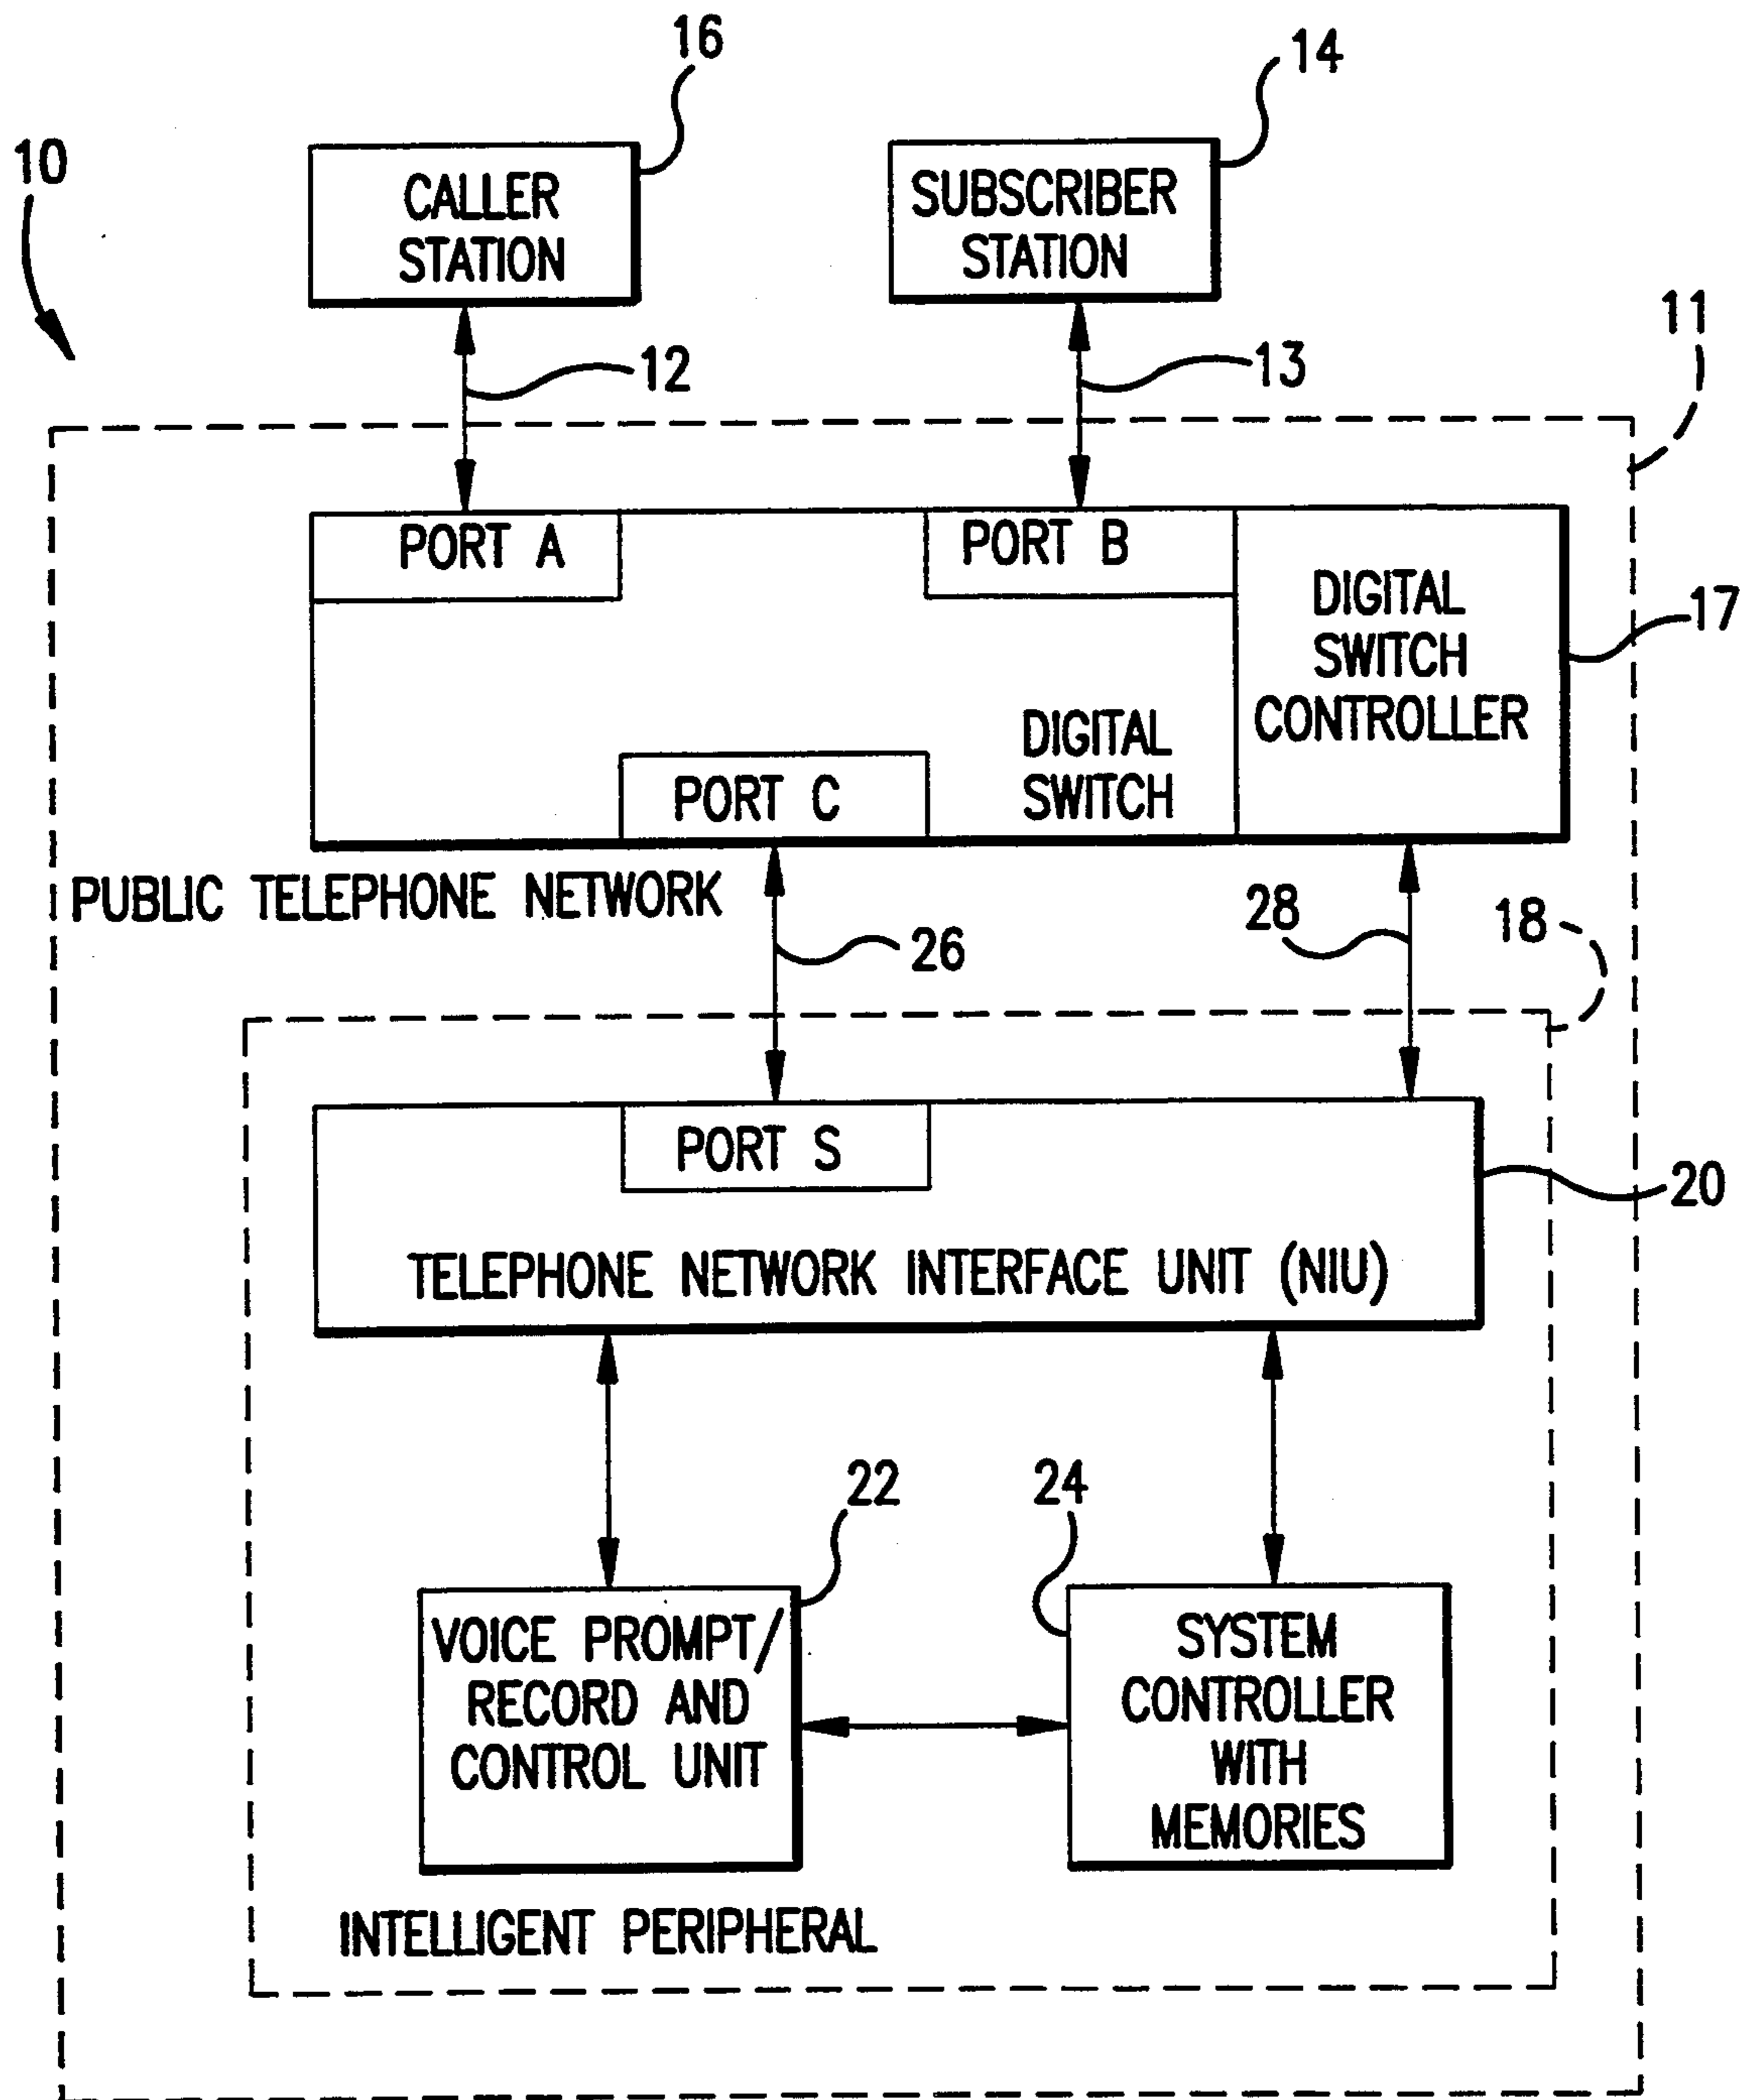 16
14
10
CALLER
STATION
SUBSCRIBER
STATION
11
12
13
PORT A
PORT B
DIGITAL
SWITCH
CONTROLLER
17
DIGITAL
SWITCH
PORT C
PUBLIC TELEPHONE NETWORK
26
28
18
PORT S
20
TELEPHONE NETWORK INTERFACE UNIT (NIU)
22
24
VOICE PROMPT/
RECORD AND
CONTROL UNIT
SYSTEM
CONTROLLER
WITH
MEMORIES
INTELLIGENT PERIPHERAL